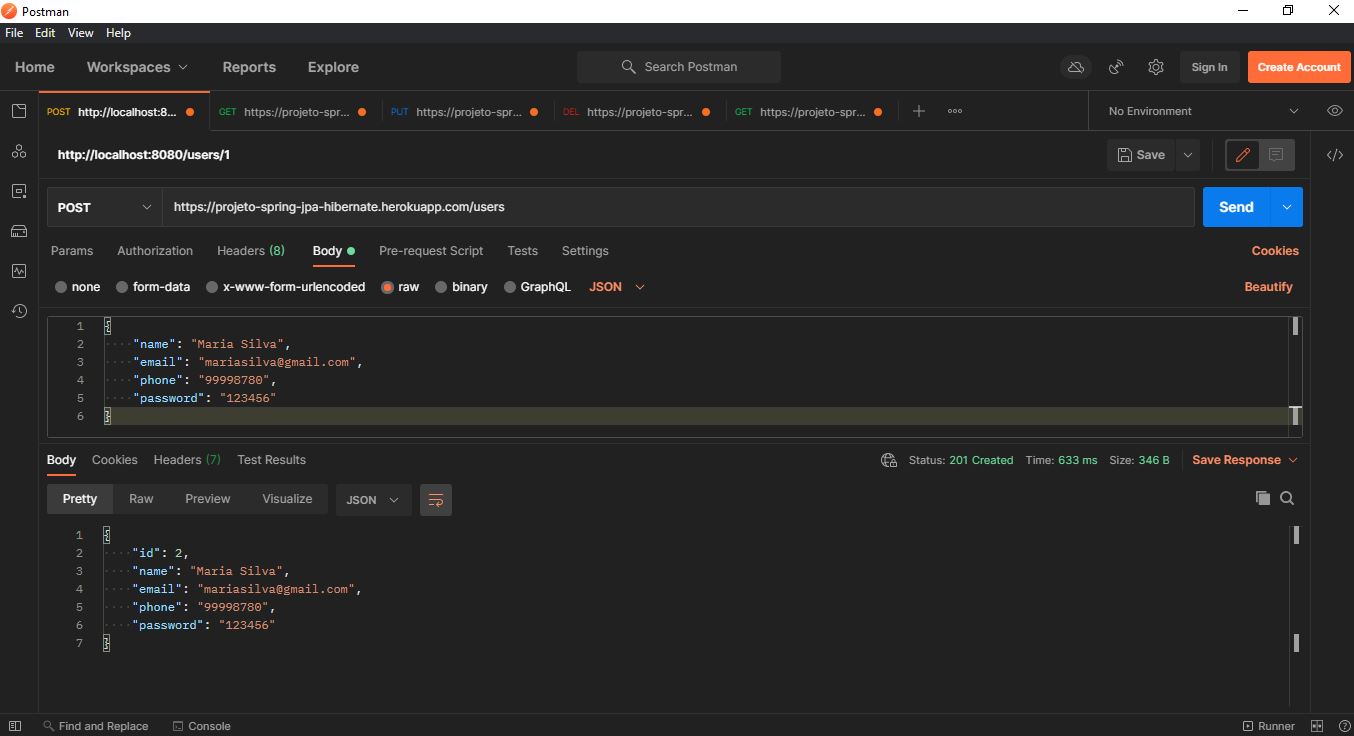 Postman
File Edit View Help
Home Workspaces Reports Explore Search Postman Sign In Create Account
POST http://localhost:8... GET https://projeto-spr... PUT https://projeto-spr... DEL https://projeto-spr... GET https://projeto-spr... No Environment
http://localhost:8080/users/1 Save
POST https://projeto-spring-jpa-hibernate.herokuapp.com/users Send
Params Authorization Headers (8) Body Pre-request Script Tests Settings Cookies
none form-data x-www-form-urlencoded raw binary GraphQL JSON Beautify
1 {
2 "name": "Maria Silva",
3 "email": "mariasilva@gmail.com",
4 "phone": "99998780",
5 "password": "123456"
6 }
Body Cookies Headers (7) Test Results Status: 201 Created Time: 633 ms Size: 346 B Save Response
Pretty Raw Preview Visualize JSON
1 {
2 "id": 2,
3 "name": "Maria Silva",
4 "email": "mariasilva@gmail.com",
5 "phone": "99998780",
6 "password": "123456"
7 }
Find and Replace Console Runner